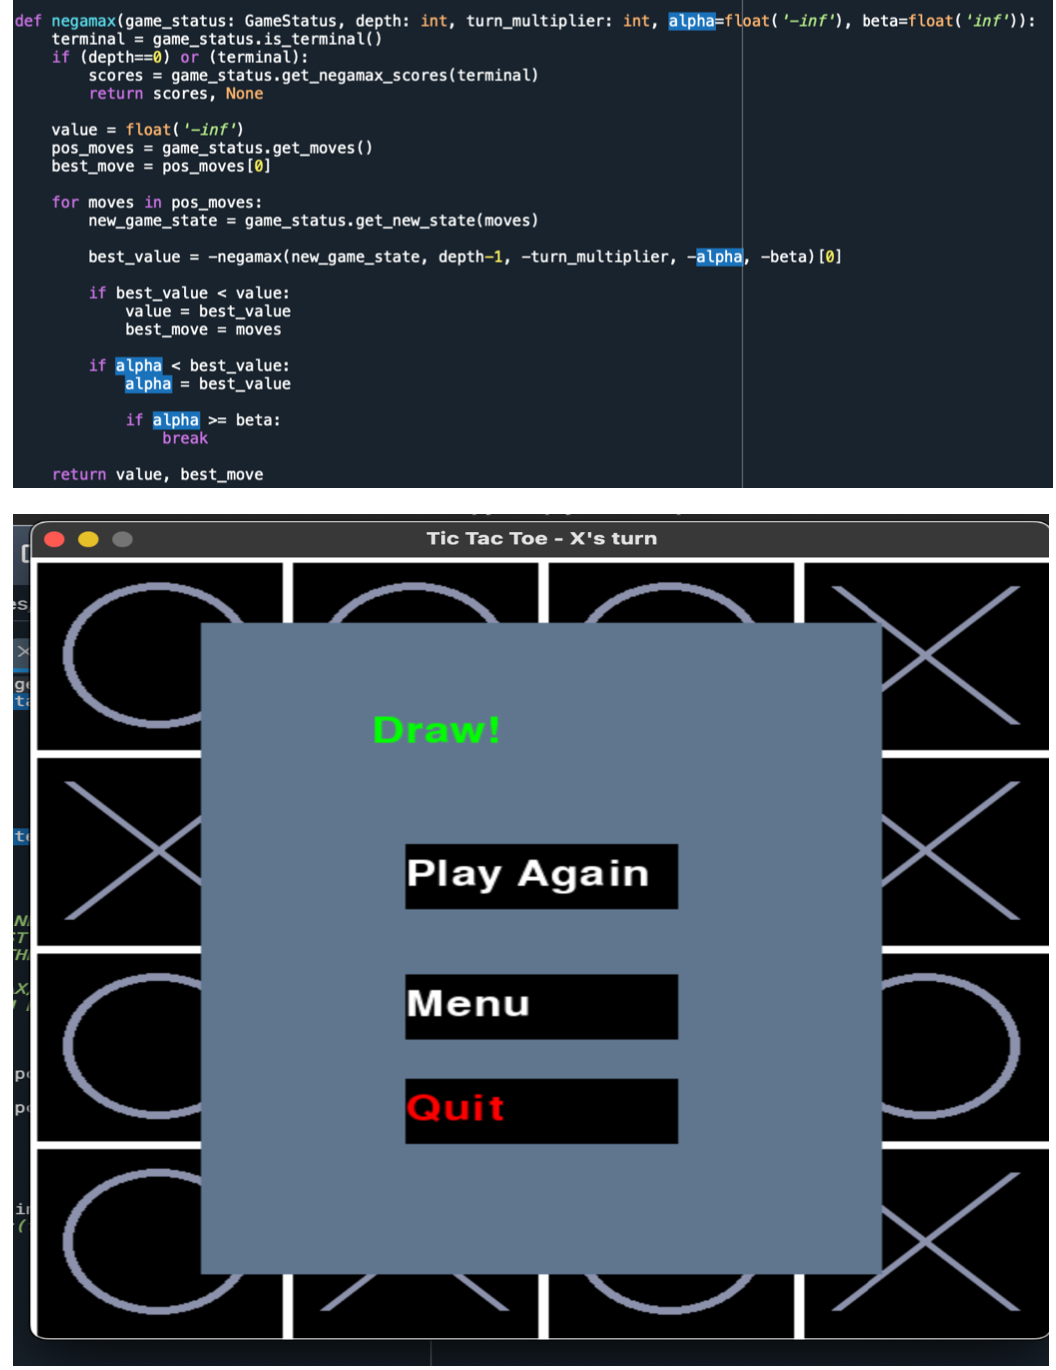 def negamax(game_status: GameStatus, depth: int, turn_multiplier: int, alpha=float('-inf'), beta=float('inf')):
    terminal = game_status.is_terminal()
    if (depth==0) or (terminal):
        scores = game_status.get_negamax_scores(terminal)
        return scores, None
    value = float('-inf')
    pos_moves = game_status.get_moves()
    best_move = pos_moves[0]
    for moves in pos_moves:
        new_game_state = game_status.get_new_state(moves)
        best_value = -negamax(new_game_state, depth-1, -turn_multiplier, -alpha, -beta)[0]
        if best_value < value:
            value = best_value
            best_move = moves
        if alpha < best_value:
            alpha = best_value
            if alpha >= beta:
                break
    return value, best_move
Tic Tac Toe - X's turn
Draw!
Play Again
Menu
Quit